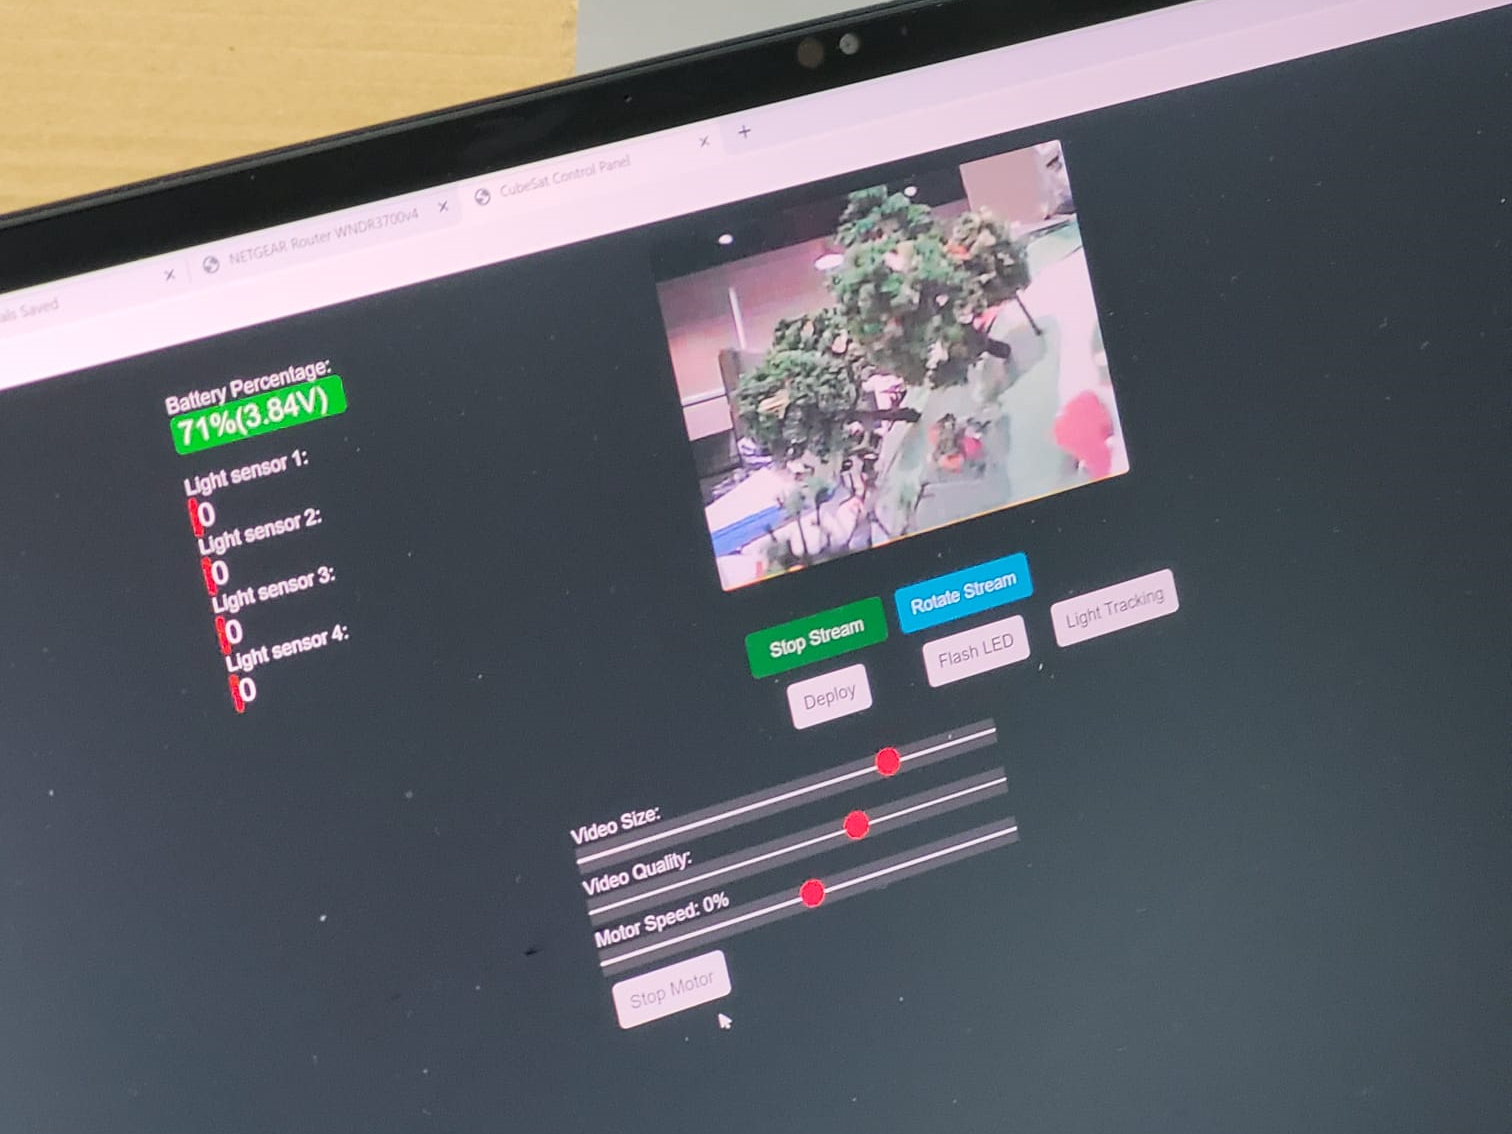 als Saved
NETGEAR Router WNDR3700v4
CubeSat Control Panel
Battery Percentage:
71%(3.84V)
Light sensor 1:
0
Light sensor 2:
0
Light sensor 3:
0
Light sensor 4:
0
Stop Stream
Rotate Stream
Light Tracking
Deploy
Flash LED
Video Size:
Video Quality:
Motor Speed: 0%
Stop Motor